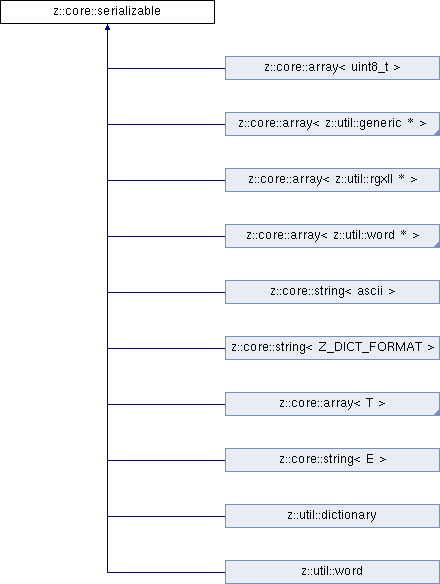 z::core::serializable
z::core::array< uint8_t >
z::core::array< z::util::generic * >
z::core::array< z::util::rgxll * >
z::core::array< z::util::word * >
z::core::string< ascii >
z::core::string< Z_DICT_FORMAT >
z::core::array< T >
z::core::string< E >
z::util::dictionary
z::util::word